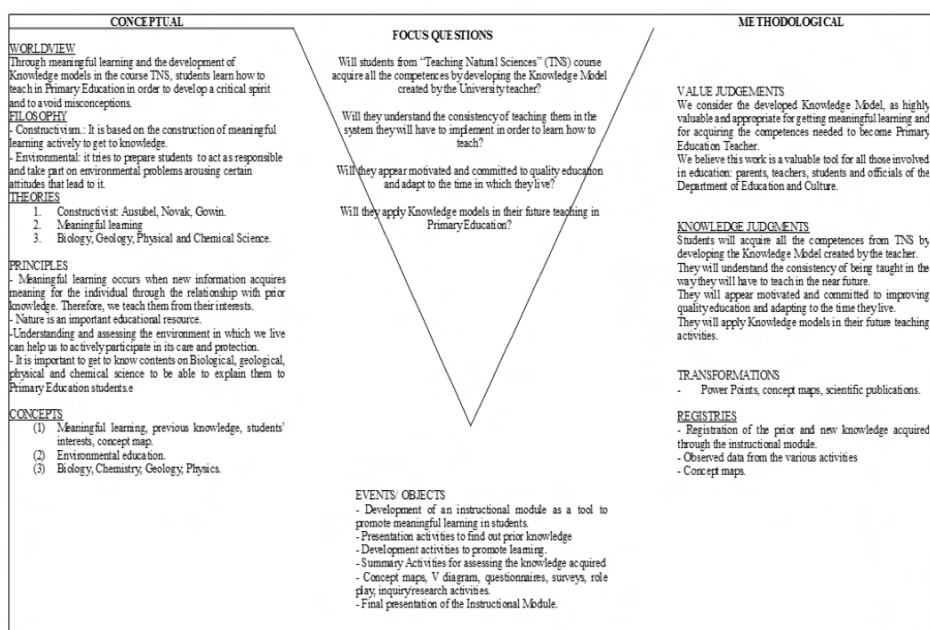 CONCEPTUAL
WORLDVIEW
Through meaningful learning and the development of
Knowledge models in the course TNS, students learn how to
teach in Primary Education in order to develop a critical spirit
and to avoid misconceptions.
FILOSOPHY
- Constructivism.: It is based on the construction of meaningful
learning actively to get to knowledge.
- Environmental: it tries to prepare students to act as responsible
and take part on environmental problems arousing certain
attitudes that lead to it.
THEORIES
1. Constructivist: Ausubel, Novak, Gowin.
2. Meaningful learning
3. Biology, Geology, Physical and Chemical Science.
PRINCIPLES
- Meaningful learning occurs when new information acquires
meaning for the individual through the relationship with prior
knowledge. Therefore, we teach them from their interests.
- Nature is an important educational resource.
-Understanding and assessing the environment in which we live
can help us to actively participate in its care and protection.
- It is important to get to know contents on Biological, geological,
physical and chemical science to be able to explain them to
Primary Education students.e
CONCEPTS
(1) Meaningful learning, previous knowledge, students'
interests, concept map.
(2) Environmental education.
(3) Biology, Chemistry, Geology, Physics.
FOCUS QUESTIONS
Will students from "Teaching Natural Sciences" (TNS) course
acquire all the competences by developing the Knowledge Model
created by the University teacher?
Will they understand the consistency of teaching them in the
system they will have to implement in order to learn how to
teach?
Will they appear motivated and committed to quality education
and adapt to the time in which they live?
Will they apply Knowledge models in their future teaching in
Primary Education?
EVENTS/ OBJECTS
- Development of an instructional module as a tool to
promote meaningful learning in students.
- Presentation activities to find out prior knowledge
- Development activities to promote learning.
- Summary Activities for assessing the knowledge acquired
- Concept maps, V diagram, questionnaires, surveys, role
play, inquiry/research activities.
- Final presentation of the Instructional Module.
METHODOLOGICAL
VALUE JUDGEMENTS
We consider the developed Knowledge Model, as highly
valuable and appropriate for getting meaningful learning and
for acquiring the competences needed to become Primary
Education Teacher.
We believe this work is a valuable tool for all those involved
in education: parents, teachers, students and officials of the
Department of Education and Culture.
KNOWLEDGE JUDGMENTS
Students will acquire all the competences from TNS by
developing the Knowledge Model created by the teacher.
They will understand the consistency of being taught in the
way they will have to teach in the near future.
They will appear motivated and committed to improving
quality education and adapting to the time they live.
They will apply Knowledge models in their future teaching
activities.
TRANSFORMATIONS
- Power Points, concept maps, scientific publications.
REGISTRIES
- Registration of the prior and new knowledge acquired
through the instructional module.
- Observed data from the various activities
- Concept maps.